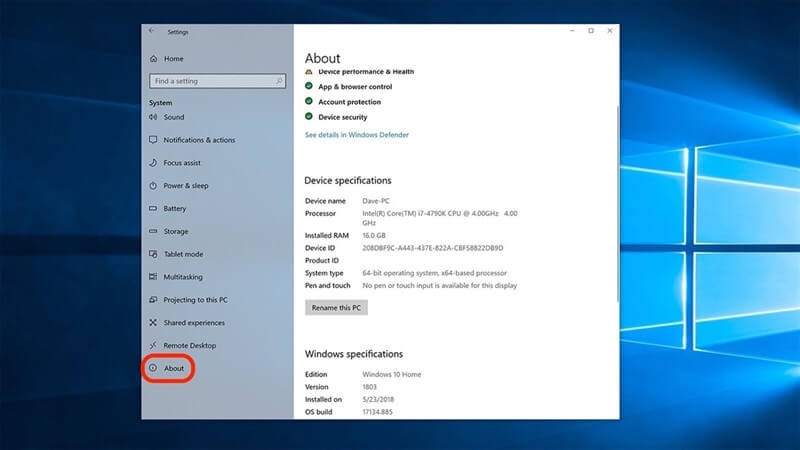 Settings
Home
Find a setting
System
Sound
Notifications & actions
Focus assist
Power & sleep
Battery
Storage
Tablet mode
Multitasking
Projecting to this PC
Shared experiences
Remote Desktop
About
About
Device performance & Health
App & browser control
Account protection
Device security
See details in Windows Defender
Device specifications
Device name Dave-PC
Processor Intel(R) Core(TM) i7-4790K CPU @ 4.00GHz 4.00
GHz
Installed RAM 16.0 GB
Device ID 208DBF9C-A443-437E-822A-CBF58B22DB9D
Product ID
System type 64-bit operating system, x64-based processor
Pen and touch No pen or touch input is available for this display
Rename this PC
Windows specifications
Edition Windows 10 Home
Version 1803
Installed on 5/23/2018
OS build 17134.885